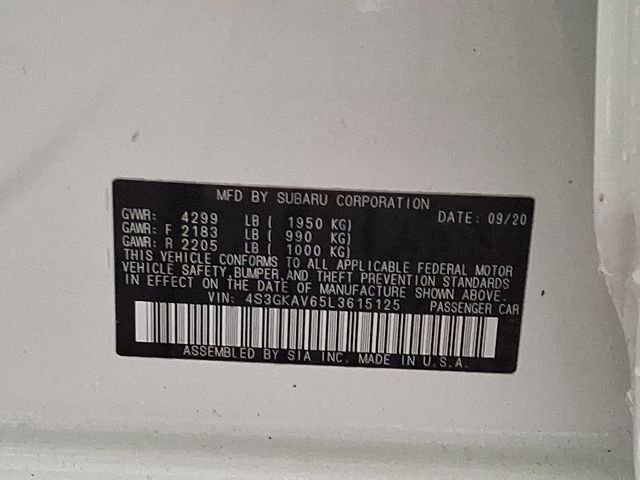 MFD BY SUBARU CORPORATION
GVWR: 4299 LB ( 1950 KG) DATE: 09/20
GAWR: F 2183 LB ( 990 KG)
GAWR: R 2205 LB ( 1000 KG)
THIS VEHICLE CONFORMS TO ALL APPLICABLE FEDERAL MOTOR
VEHICLE SAFETY, BUMPER, AND THEFT PREVENTION STANDARDS
IN EFFECT ON THE DATE OF MANUFACTURE SHOWN ABOVE.
VIN: 4S3GKAV65L3615125 PASSENGER CAR
ASSEMBLED BY SIA INC. MADE IN U.S.A.